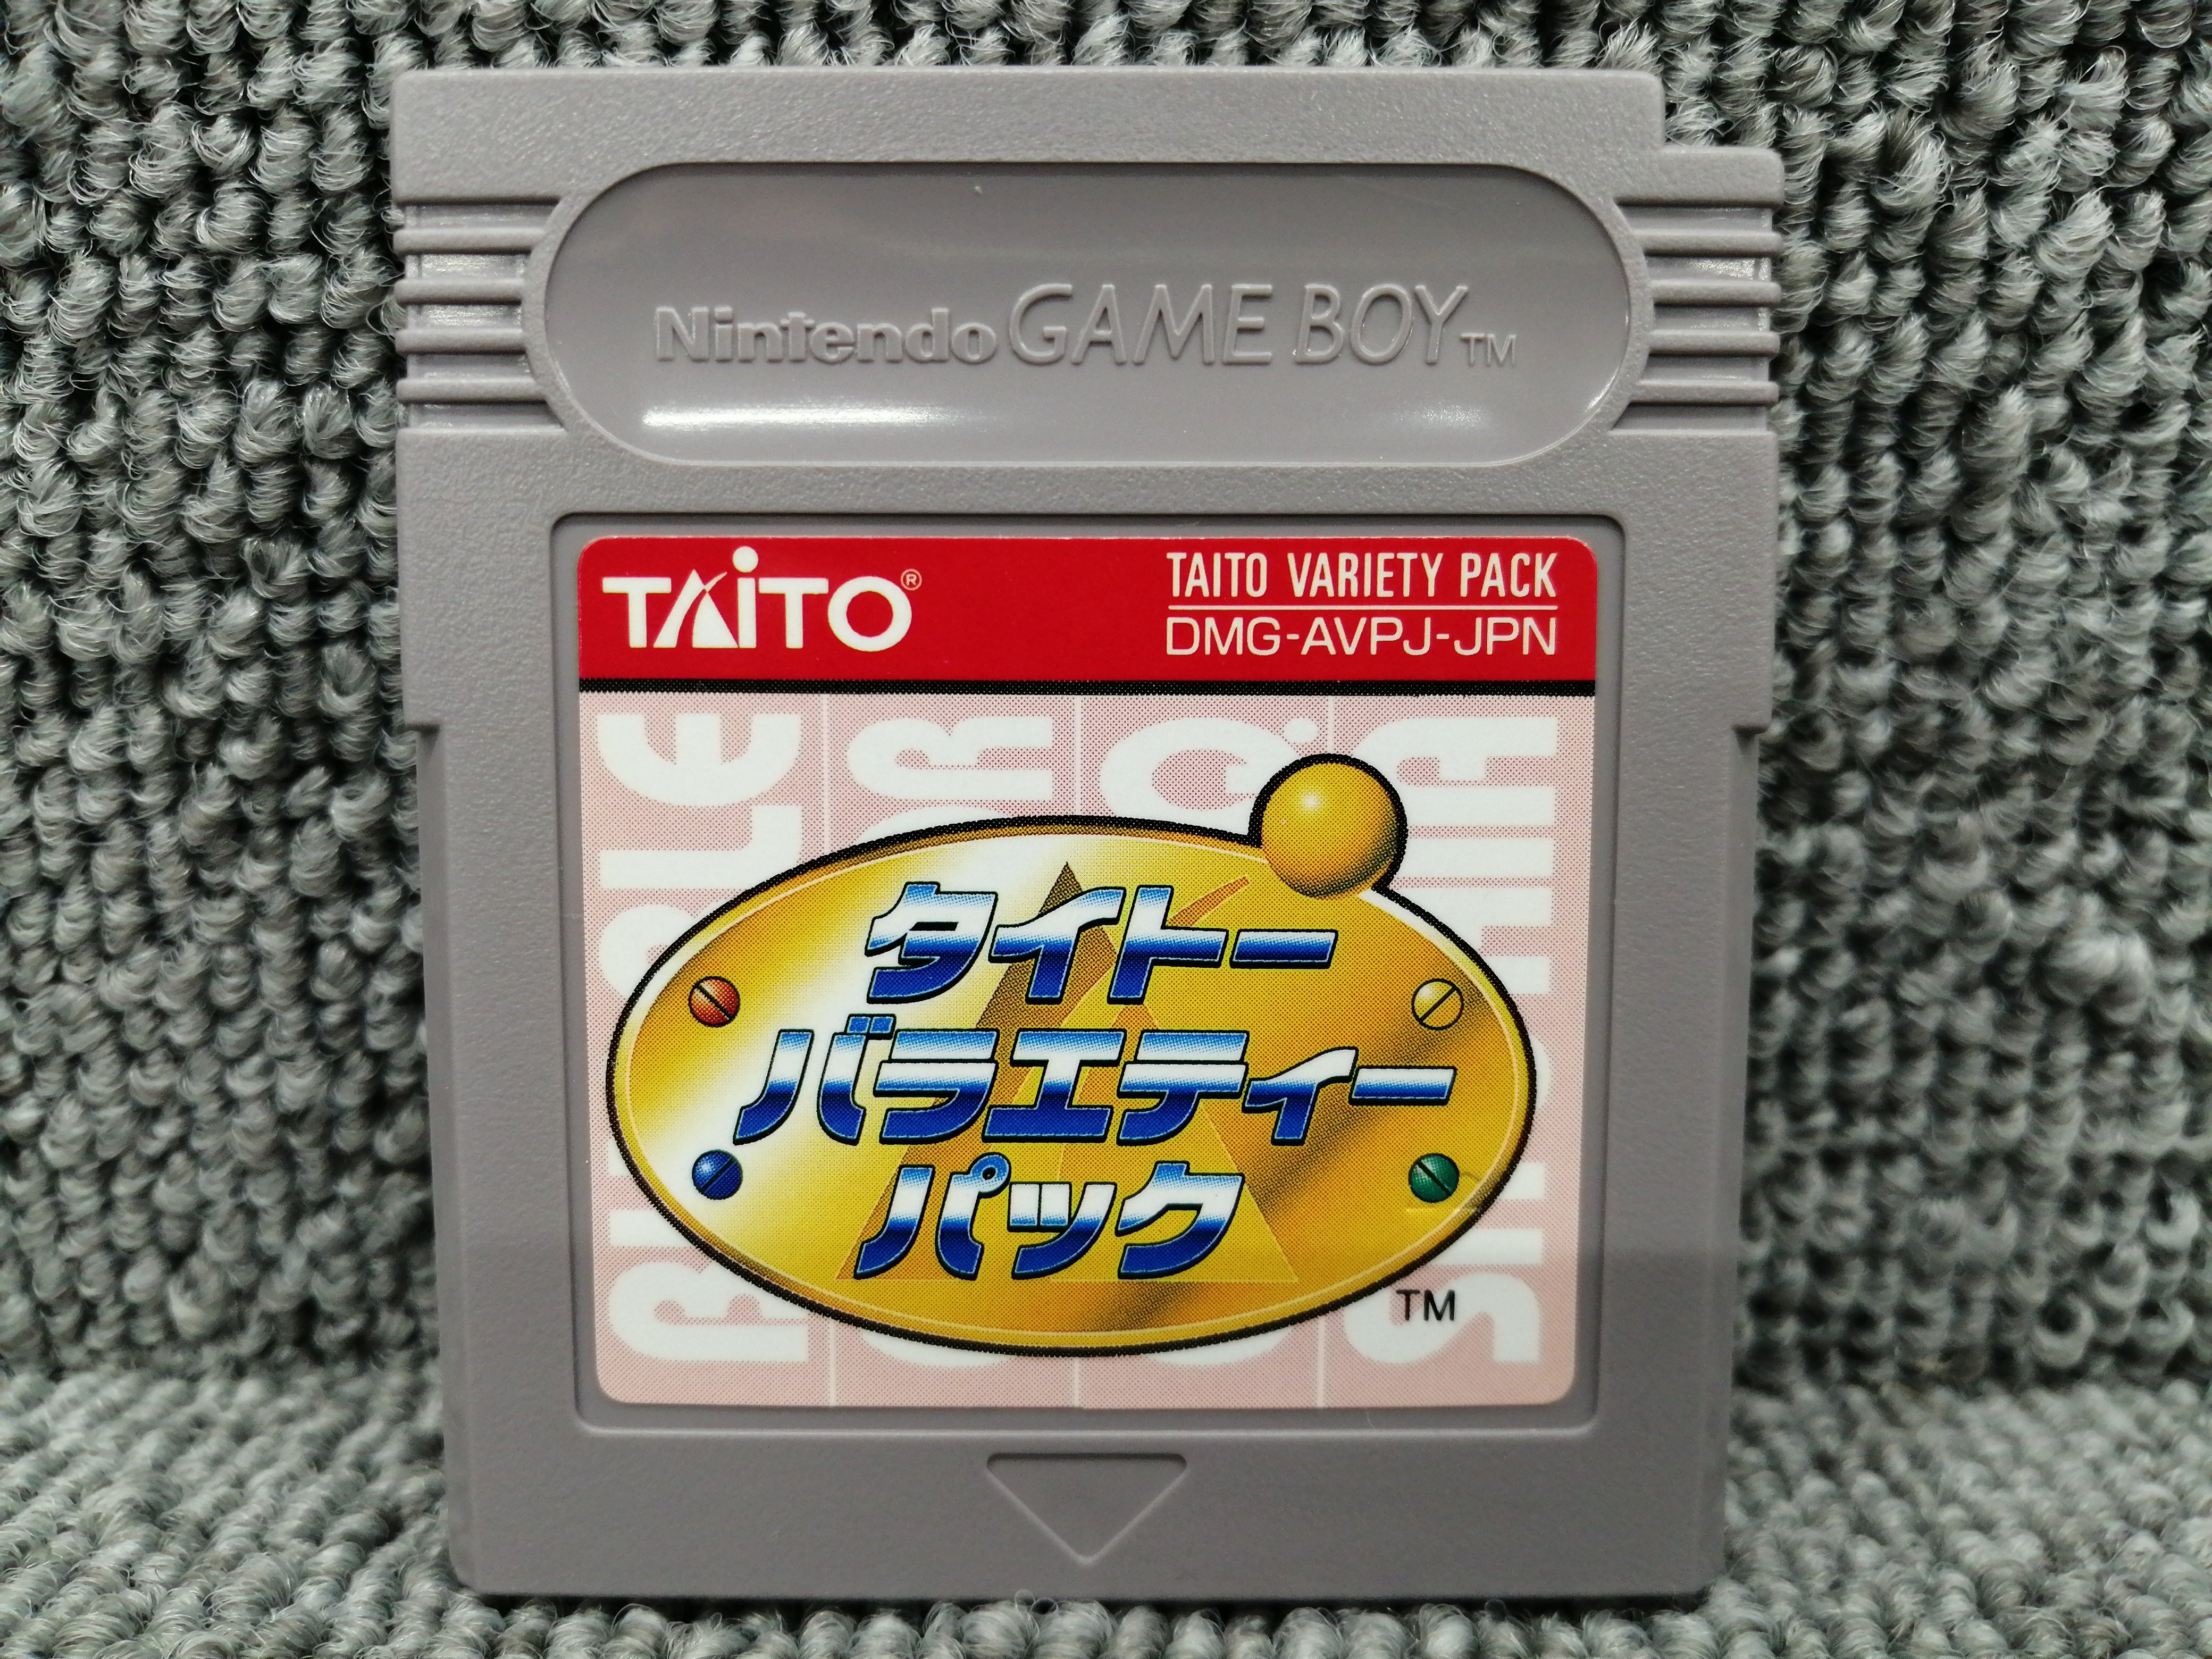 Nintendo GAME BOY TM
TAITO®
TAITO VARIETY PACK
DMG-AVPJ-JPN
タイトー
バラエティー
パック
TM